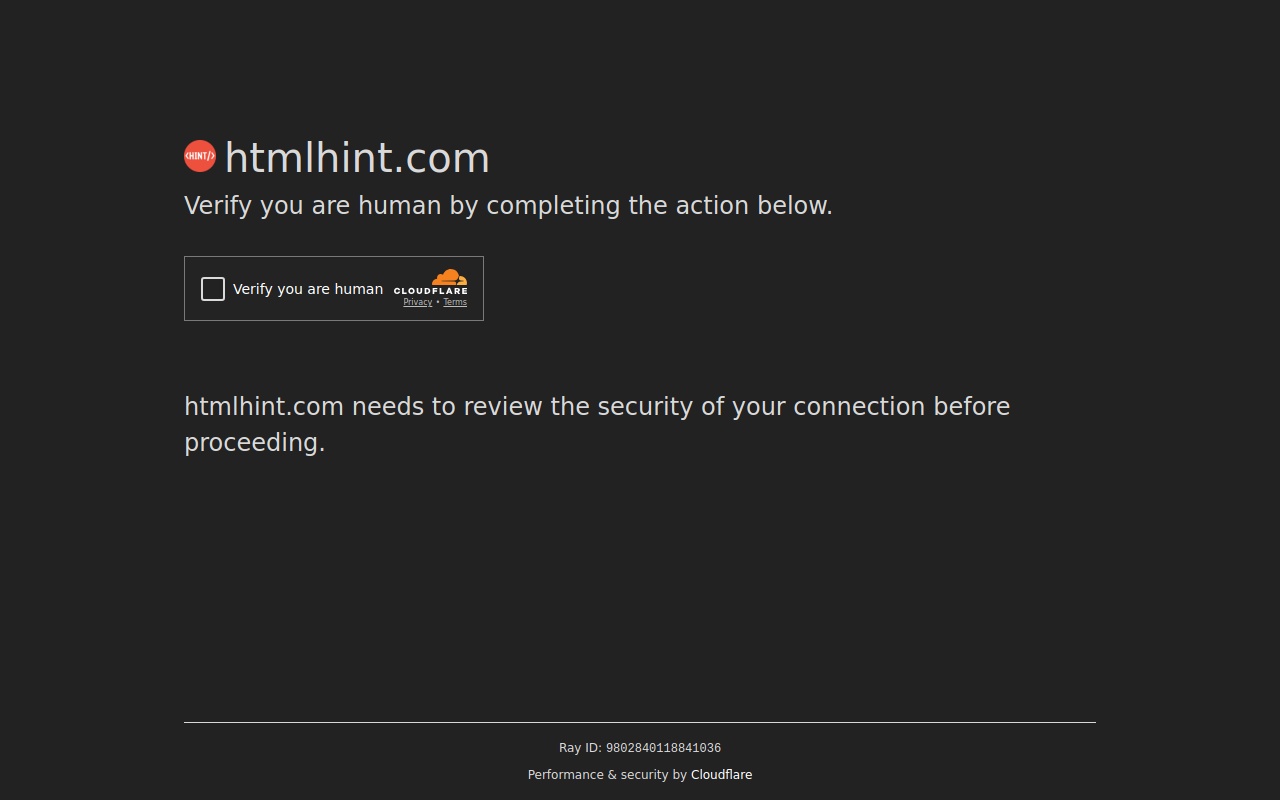 <HINT/> htmlhint.com
Verify you are human by completing the action below.
Verify you are human
CLOUDFLARE
Privacy • Terms
htmlhint.com needs to review the security of your connection before
proceeding.
Ray ID: 9802840118841036
Performance & security by Cloudflare